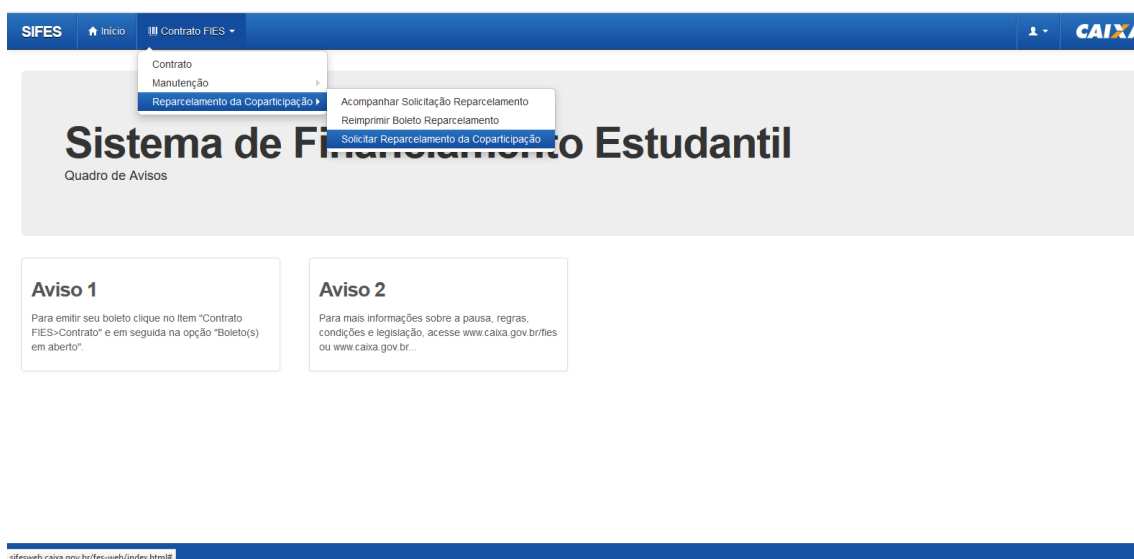 SIFES
Início
Contrato FIES
CAIXA
Contrato
Manutenção
Reparcelamento da Coparticipação
Acompanhar Solicitação Reparcelamento
Reimprimir Boleto Reparcelamento
Solicitar Reparcelamento da Coparticipação
Sistema de Financiamento Estudantil
Quadro de Avisos
Aviso 1
Para emitir seu boleto clique no Item "Contrato
FIES>Contrato" e em seguida na opção "Boleto(s)
em aberto".
Aviso 2
Para mais informações sobre a pausa, regras,
condições e legislação, acesse www.caixa.gov.br/fies
ou www.caixa.gov.br...
sifesweb.caixa.gov.br/fes-web/index.html#